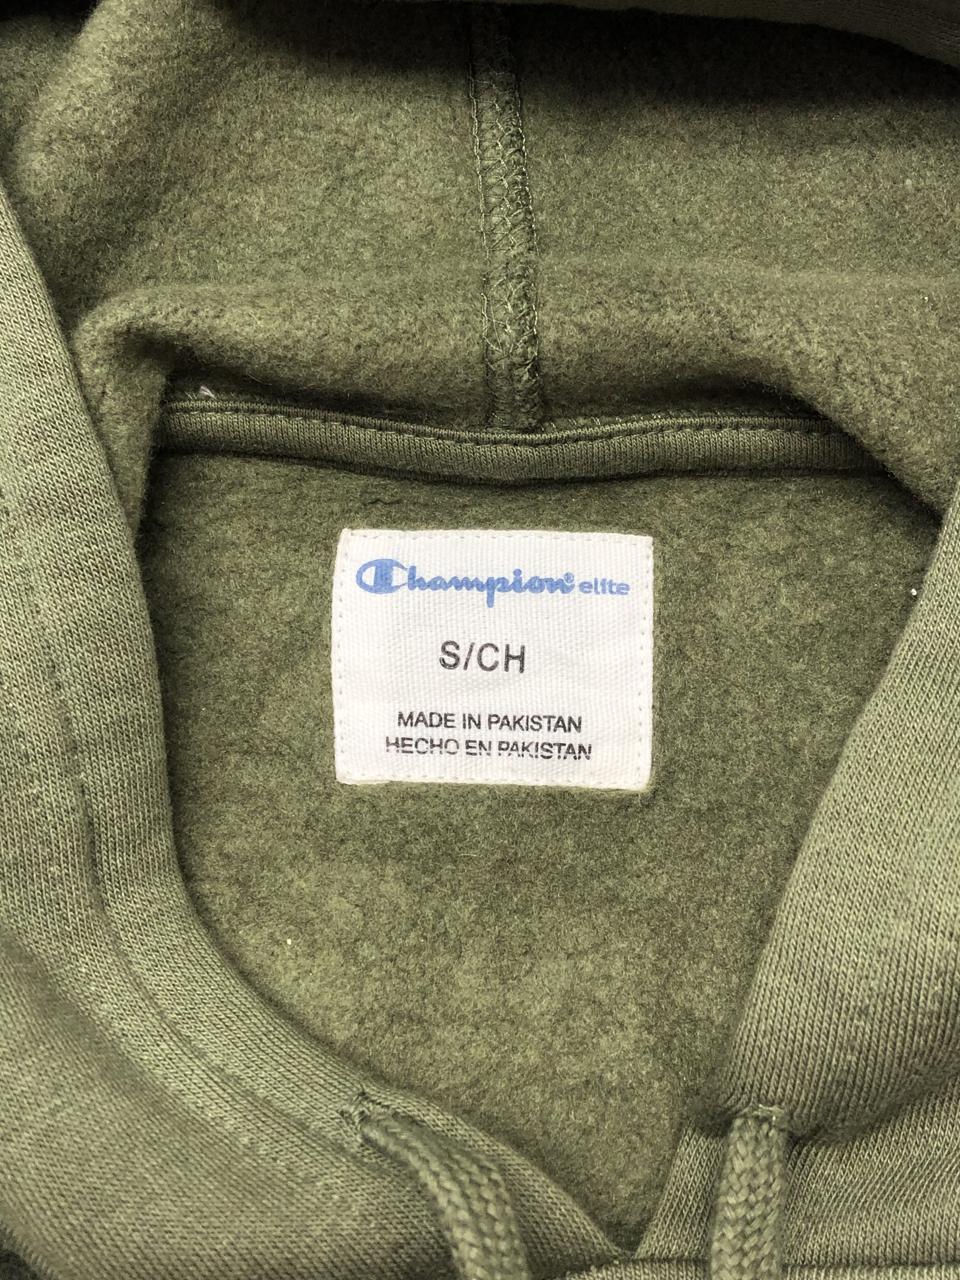 Champion® elite
S/CH
MADE IN PAKISTAN
HECHO EN PAKISTAN